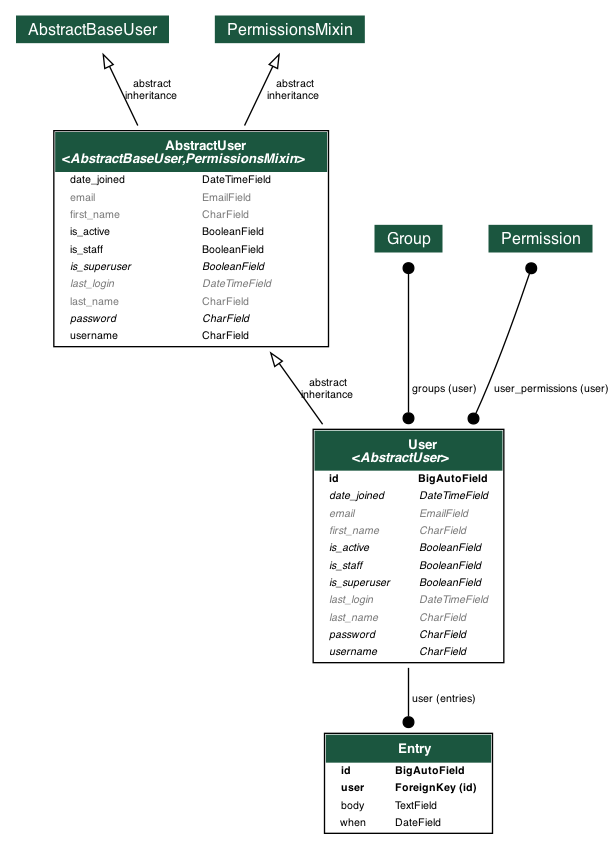 AbstractBaseUser
PermissionsMixin
abstract
inheritance
abstract
inheritance
AbstractUser
<AbstractBaseUser,PermissionsMixin>
date_joined DateTimeField
email EmailField
first_name CharField
is_active BooleanField
is_staff BooleanField
is_superuser BooleanField
last_login DateTimeField
last_name CharField
password CharField
username CharField
Group
Permission
abstract
inheritance
groups (user)
user_permissions (user)
User
<AbstractUser>
id BigAutoField
date_joined DateTimeField
email EmailField
first_name CharField
is_active BooleanField
is_staff BooleanField
is_superuser BooleanField
last_login DateTimeField
last_name CharField
password CharField
username CharField
user (entries)
Entry
id BigAutoField
user ForeignKey (id)
body TextField
when DateField